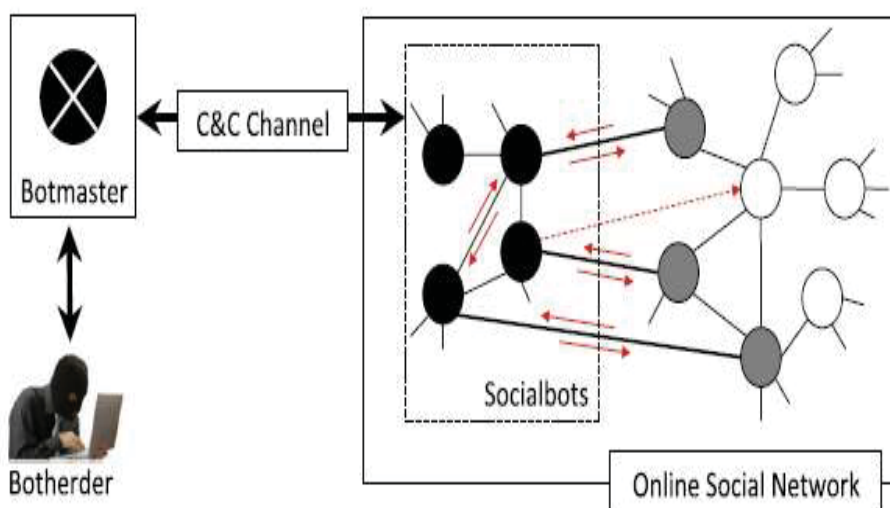 Botmaster
C&C Channel
Botherder
Socialbots
Online Social Network